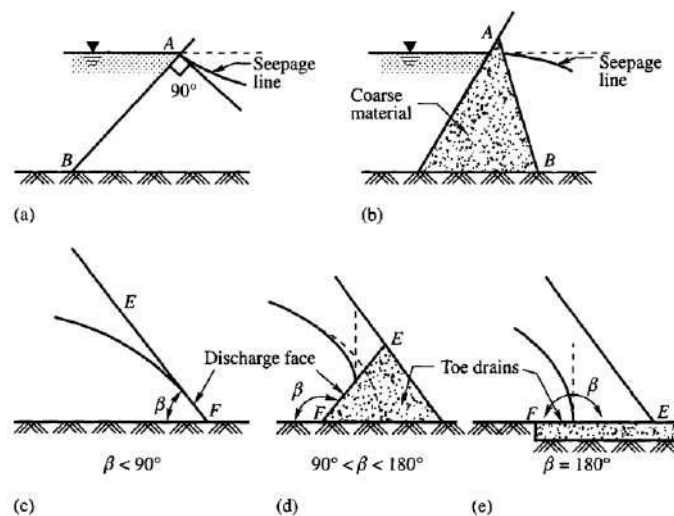 A
Seepage
line
90°
B
(a)
A
Seepage
line
Coarse
material
B
(b)
E
Discharge face
β
F
β < 90°
(c)
E
Toe drains
β
F
90° < β < 180°
(d)
β
F
E
β = 180°
(e)